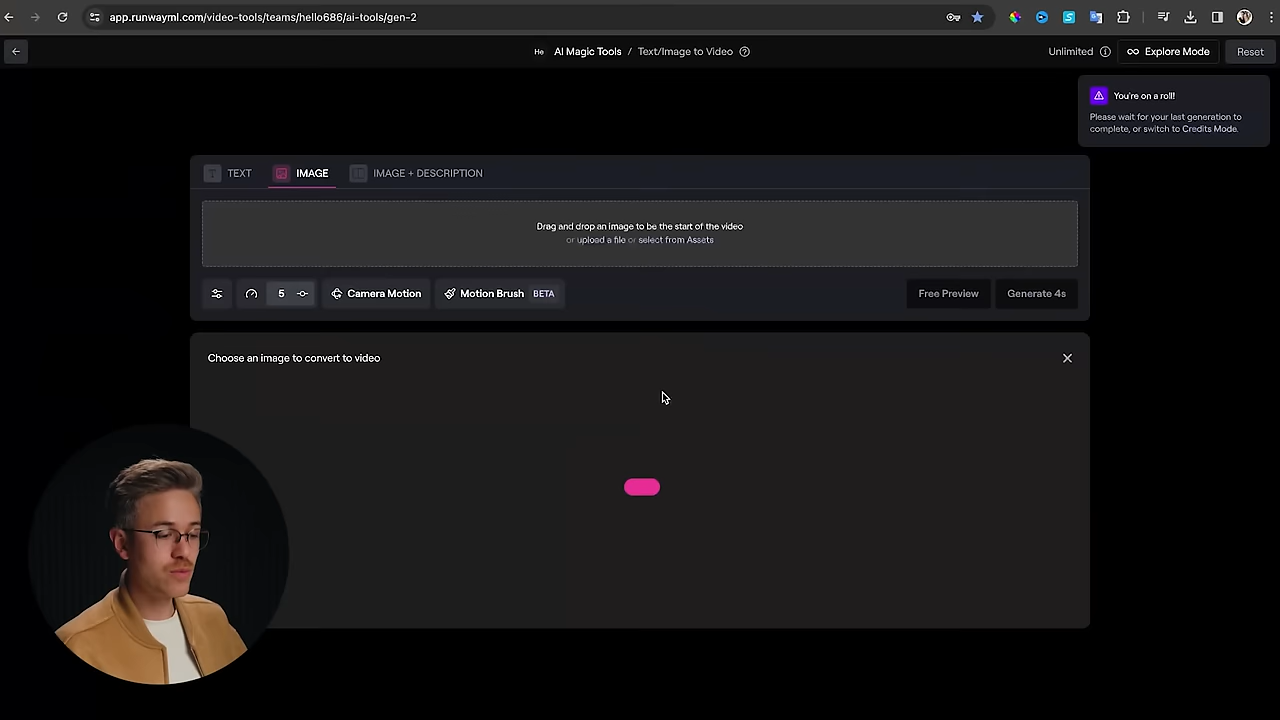 app.runwayml.com/video-tools/teams/hello686/ai-tools/gen-2
He AI Magic Tools / Text/Image to Video
Unlimited Explore Mode Reset
You're on a roll!
Please wait for your last generation to
complete, or switch to Credits Mode.
T TEXT IMAGE IMAGE + DESCRIPTION
Drag and drop an image to be the start of the video
or upload a file or select from Assets
5 Camera Motion Motion Brush BETA Free Preview Generate 4s
Choose an image to convert to video